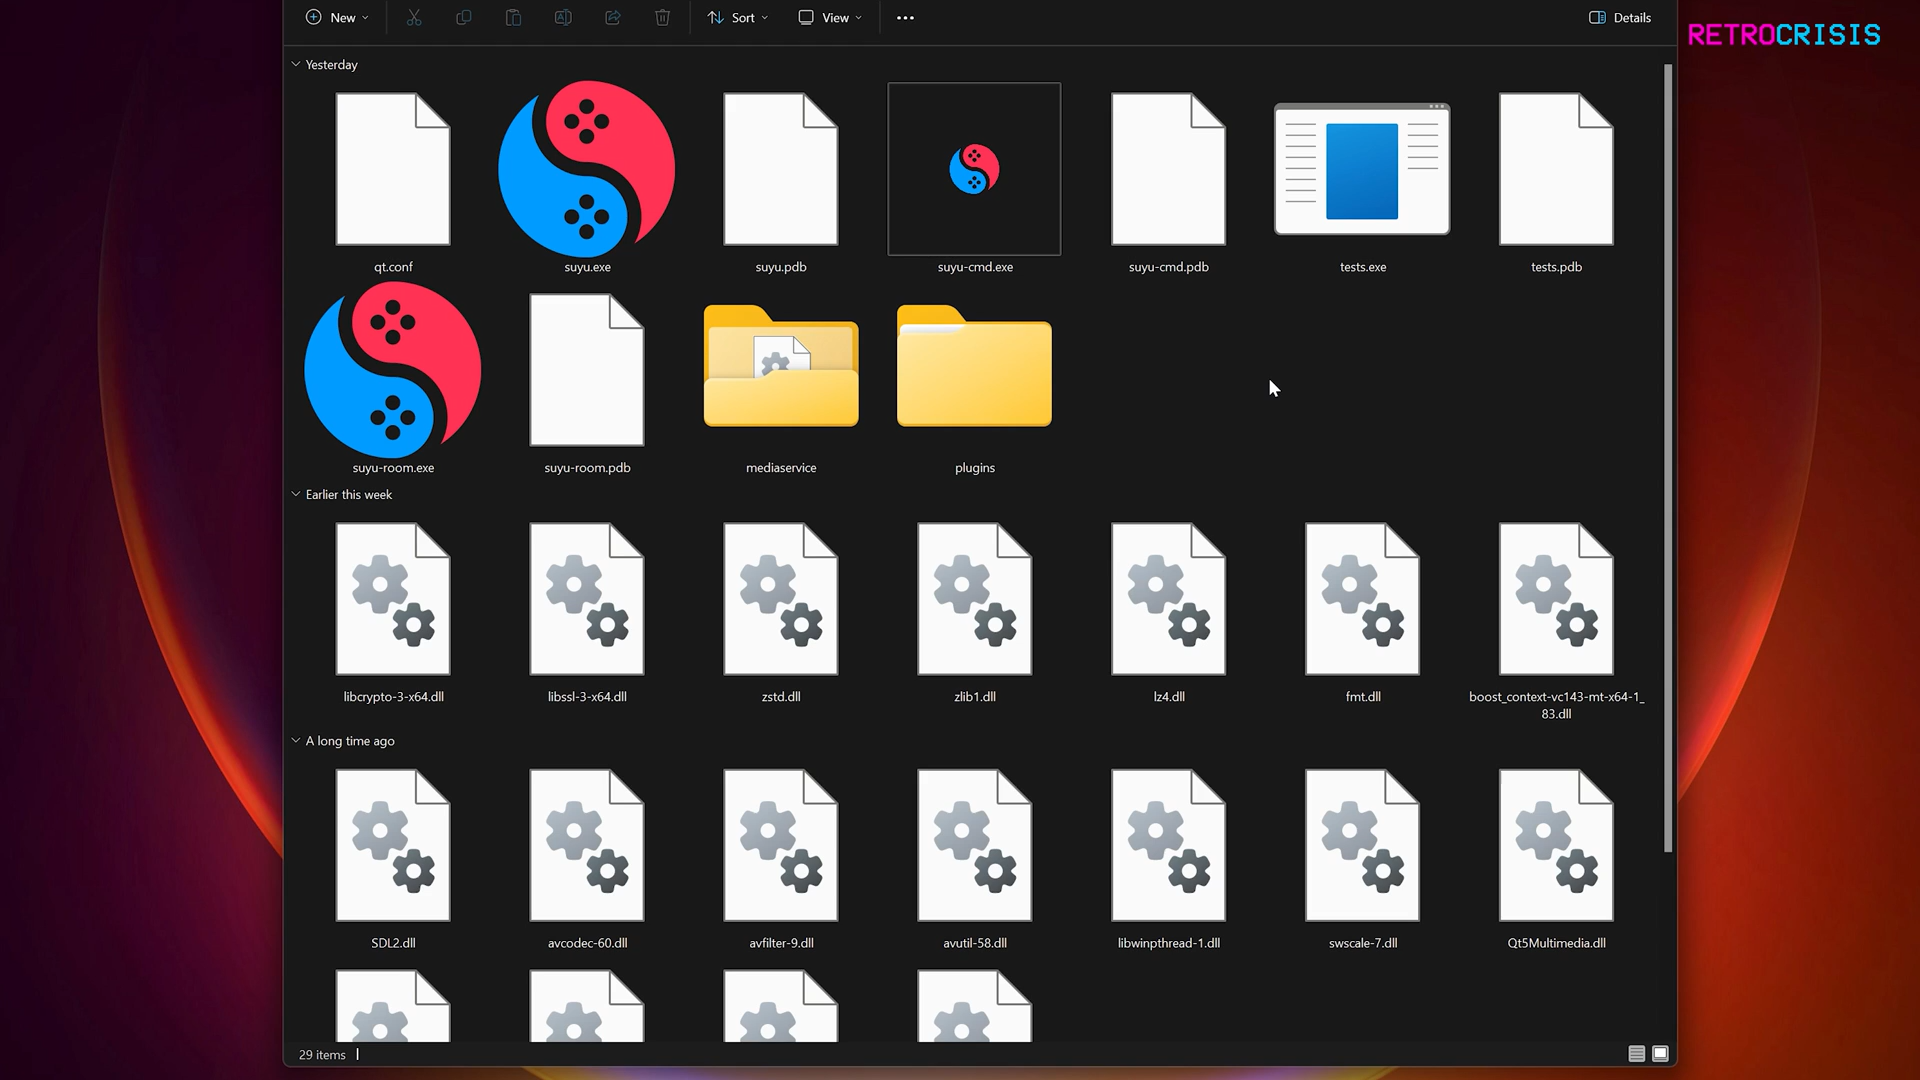 New
Sort
View
Details
RETROCRISIS
Yesterday
qt.conf
suyu.exe
suyu.pdb
suyu-cmd.exe
suyu-cmd.pdb
tests.exe
tests.pdb
suyu-room.exe
suyu-room.pdb
mediaservice
plugins
Earlier this week
libcrypto-3-x64.dll
libssl-3-x64.dll
zstd.dll
zlib1.dll
lz4.dll
fmt.dll
boost_context-vc143-mt-x64-1_
83.dll
A long time ago
SDL2.dll
avcodec-60.dll
avfilter-9.dll
avutil-58.dll
libwinpthread-1.dll
swscale-7.dll
Qt5Multimedia.dll
29 items